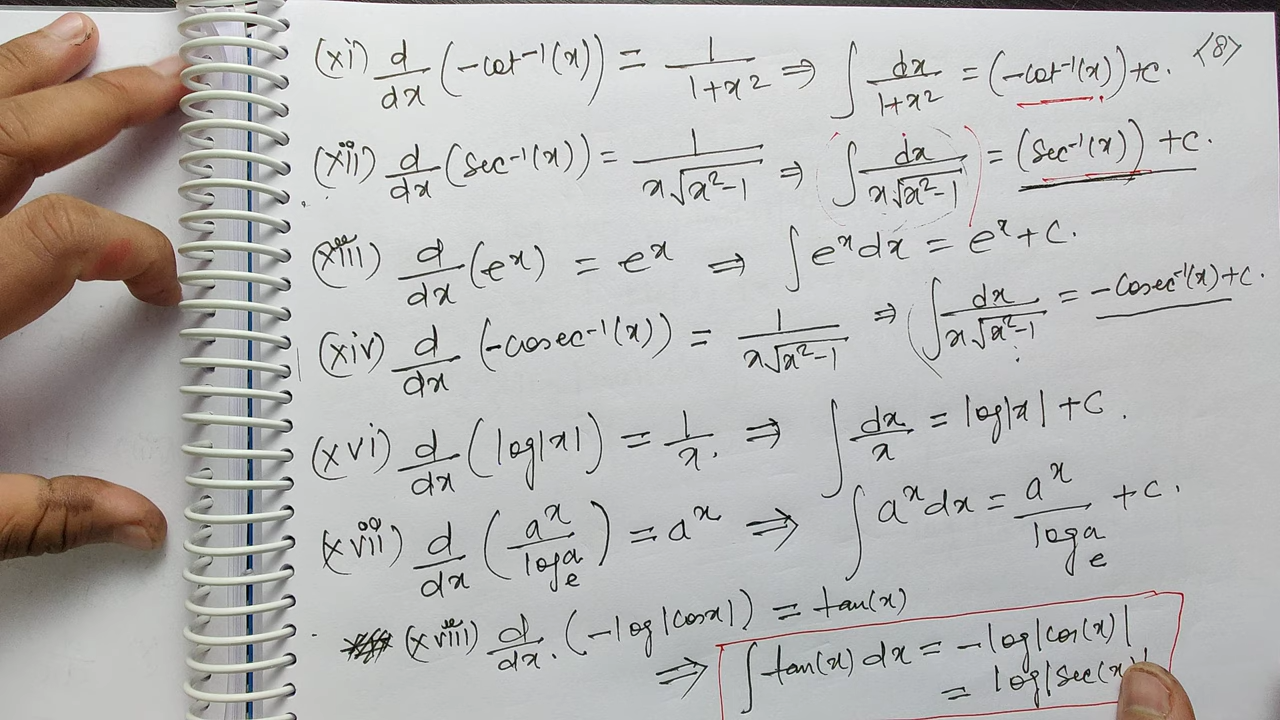 (xi) d/dx (-cot⁻¹(x)) = 1/(1+x²) ⇒ ∫ dx/(1+x²) = (-cot⁻¹(x))+c. <8>
(xii) d/dx (sec⁻¹(x)) = 1/(x√(x²-1)) ⇒ ∫ dx/(x√(x²-1)) = (sec⁻¹(x)) + c.
(xiii) d/dx (eˣ) = eˣ ⇒ ∫ eˣ dx = eˣ + c.
(xiv) d/dx (-cosec⁻¹(x)) = 1/(x√(x²-1)) ⇒ ∫ dx/(x√(x²-1)) = -cosec⁻¹(x)+c.
(xvi) d/dx (log|x|) = 1/x. ⇒ ∫ dx/x = log|x| + c.
(xvii) d/dx (aˣ/logₑa) = aˣ ⇒ ∫ aˣ dx = aˣ/logₑa + c.
(xviii) d/dx. (-log|cosx|) = tan(x)
⇒ ∫ tan(x) dx = -log|cos(x)|
= log|sec(x)|